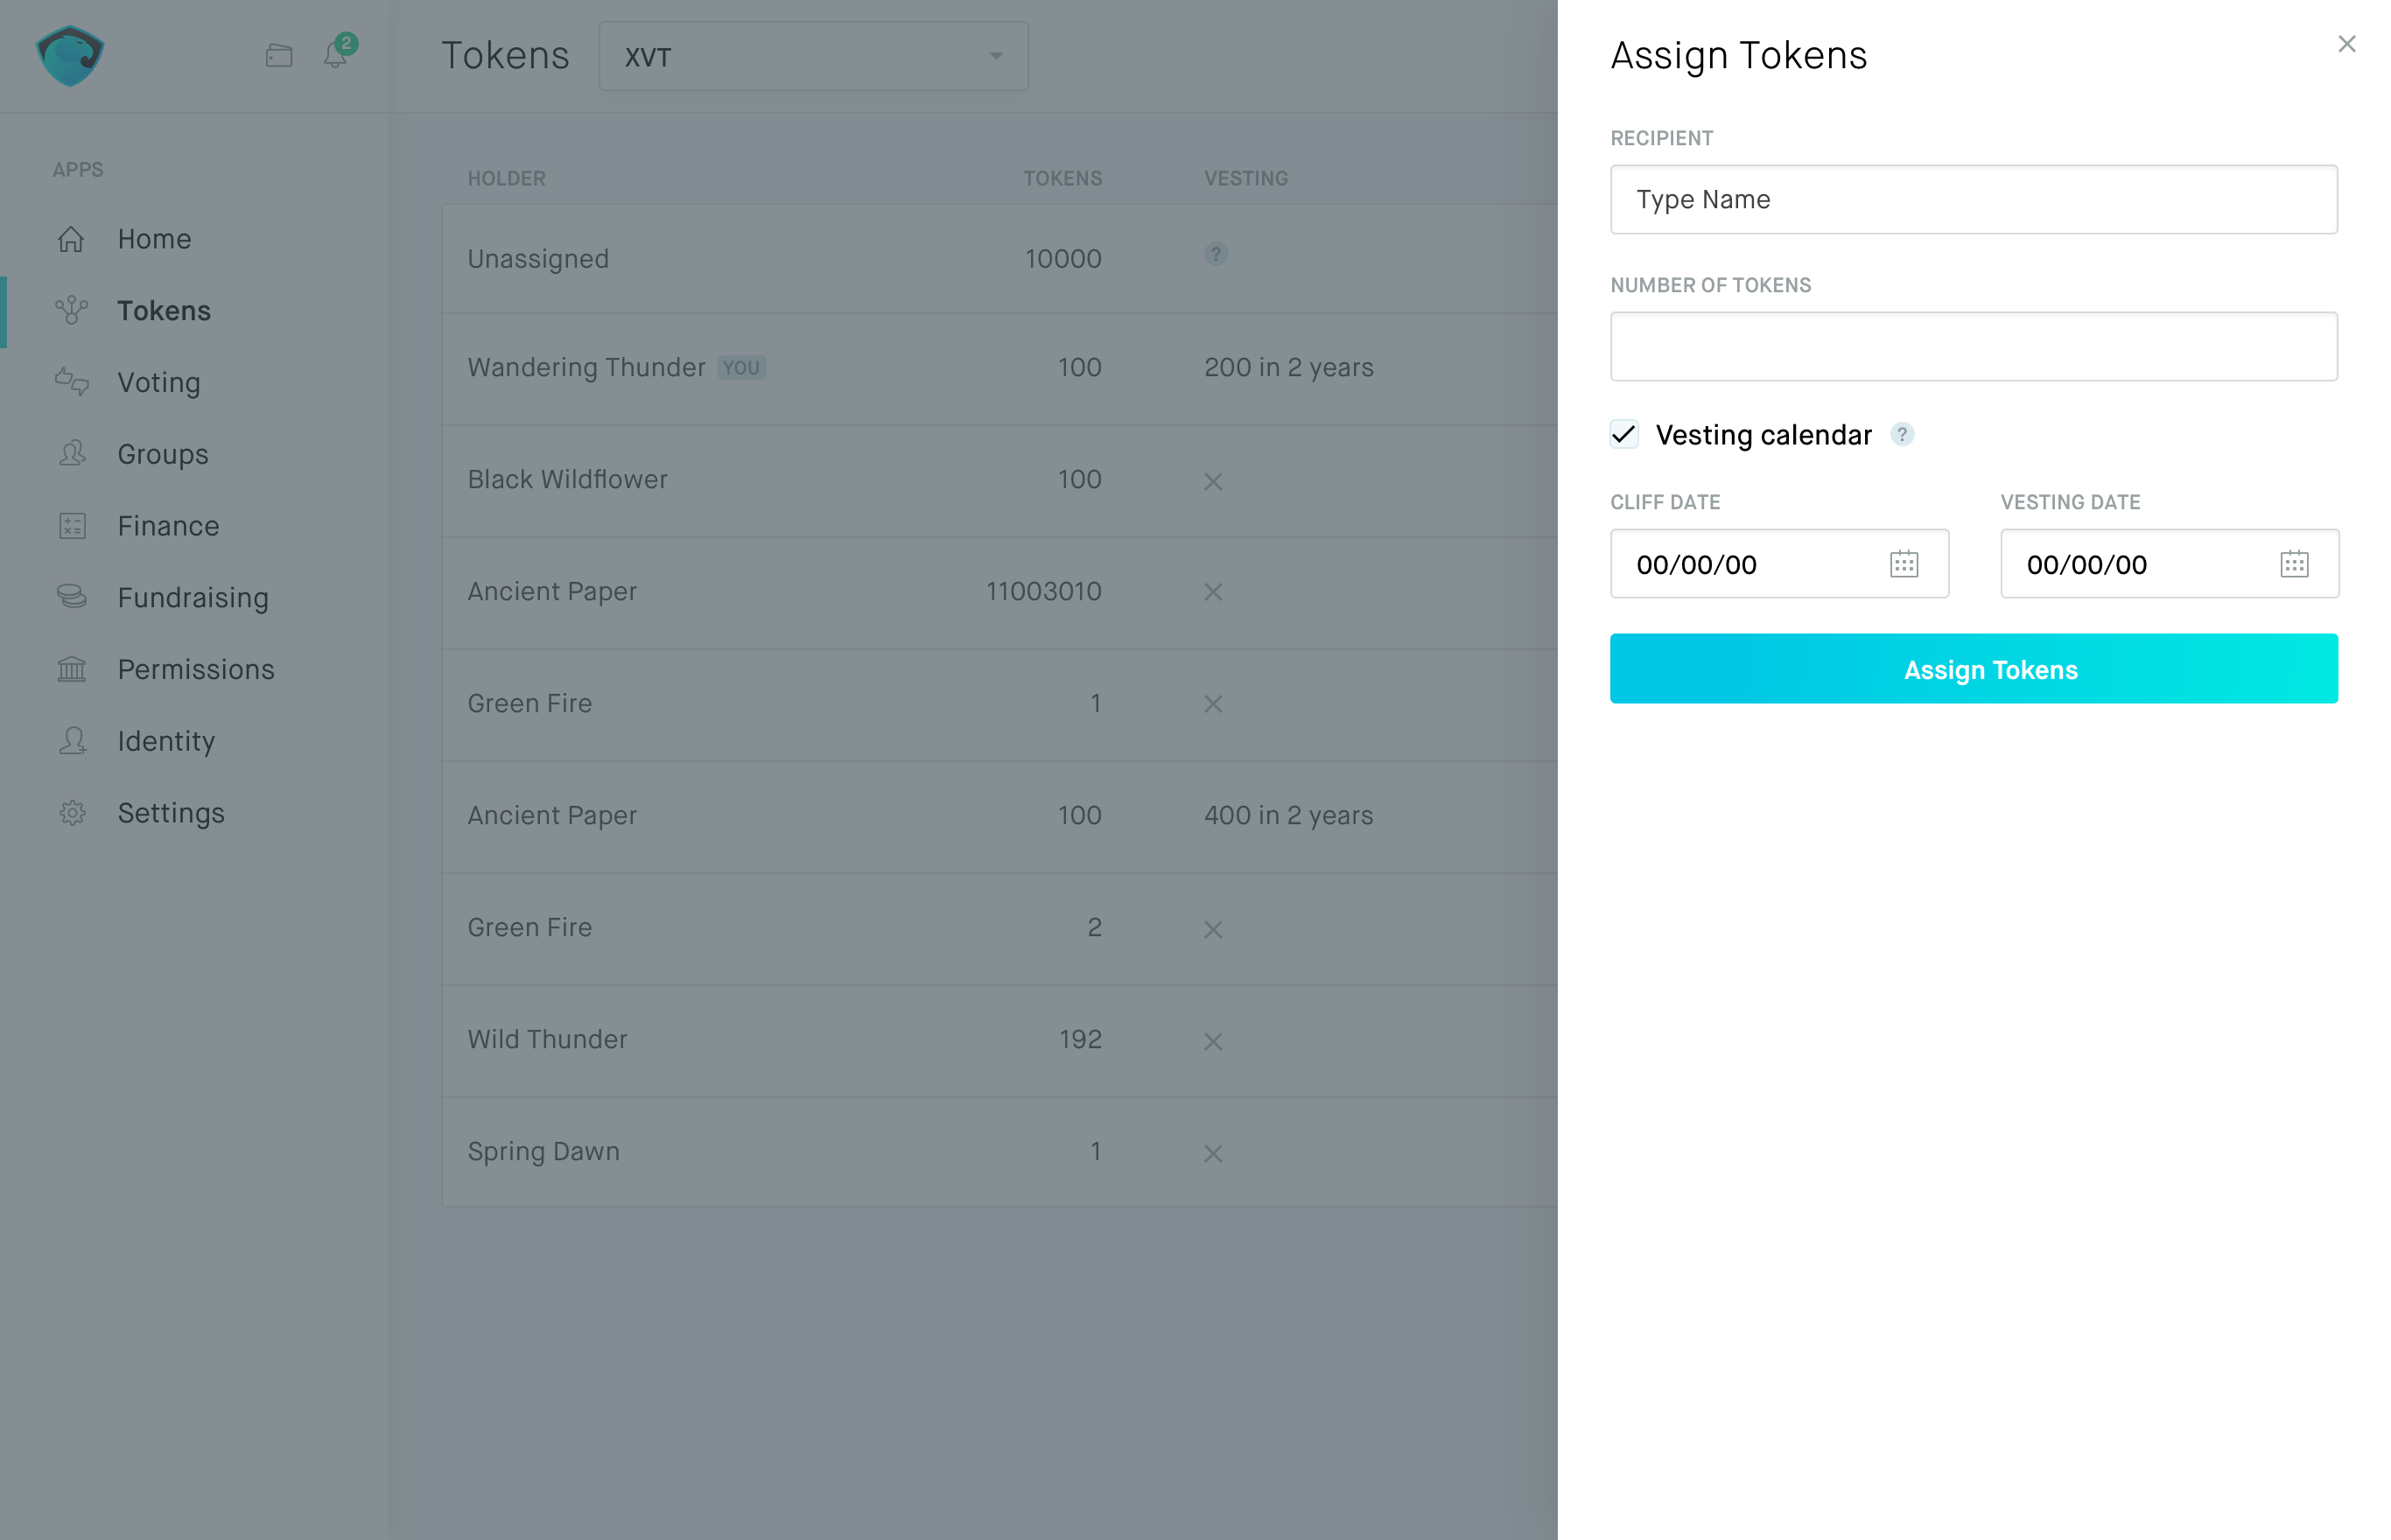 2
APPS
Home
Tokens
Voting
Groups
Finance
Fundraising
Permissions
Identity
Settings
Tokens XVT
HOLDER TOKENS VESTING
Unassigned 10000 ?
Wandering Thunder YOU 100 200 in 2 years
Black Wildflower 100
Ancient Paper 11003010
Green Fire 1
Ancient Paper 100 400 in 2 years
Green Fire 2
Wild Thunder 192
Spring Dawn 1
Assign Tokens
RECIPIENT
Type Name
NUMBER OF TOKENS
Vesting calendar ?
CLIFF DATE VESTING DATE
00/00/00 00/00/00
Assign Tokens